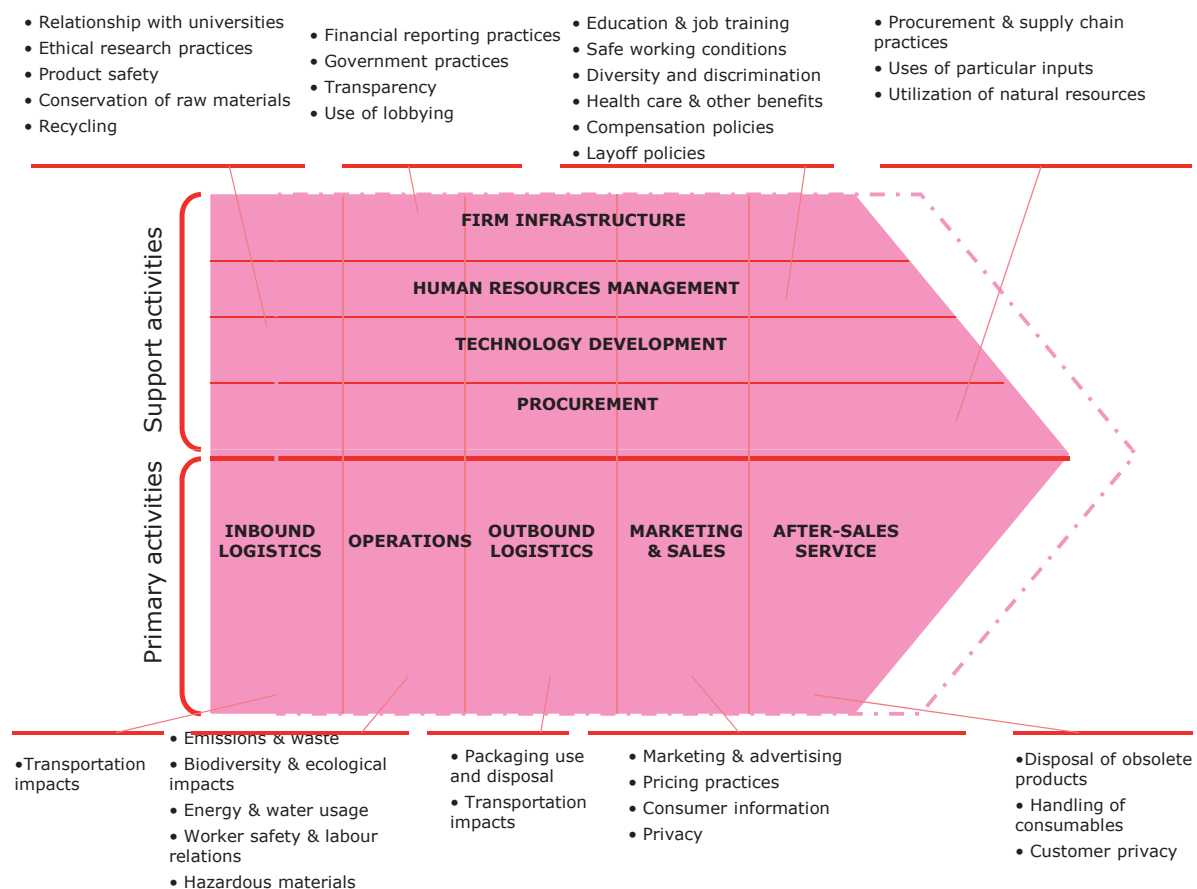 • Relationship with universities
• Ethical research practices
• Product safety
• Conservation of raw materials
• Recycling
• Financial reporting practices
• Government practices
• Transparency
• Use of lobbying
• Education & job training
• Safe working conditions
• Diversity and discrimination
• Health care & other benefits
• Compensation policies
• Layoff policies
• Procurement & supply chain
practices
• Uses of particular inputs
• Utilization of natural resources
Support activities
FIRM INFRASTRUCTURE
HUMAN RESOURCES MANAGEMENT
TECHNOLOGY DEVELOPMENT
PROCUREMENT
Primary activities
INBOUND
LOGISTICS
OPERATIONS
OUTBOUND
LOGISTICS
MARKETING
& SALES
AFTER-SALES
SERVICE
•Transportation
impacts
• Emissions & waste
• Biodiversity & ecological
impacts
• Energy & water usage
• Worker safety & labour
relations
• Hazardous materials
• Packaging use
and disposal
• Transportation
impacts
• Marketing & advertising
• Pricing practices
• Consumer information
• Privacy
•Disposal of obsolete
products
• Handling of
consumables
• Customer privacy